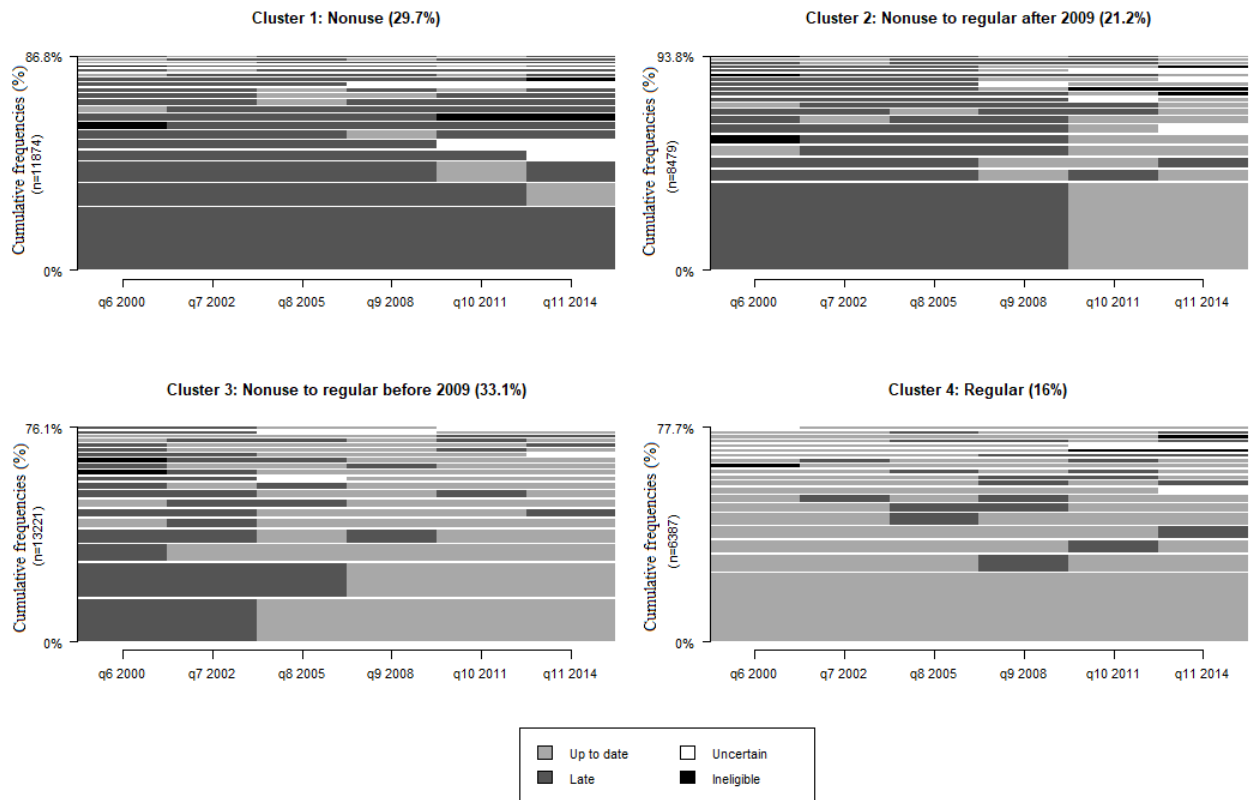 Cluster 1: Nonuse (29.7%)
86.8%
Cumulative frequencies (%)
(n=11874)
0%
q6 2000 q7 2002 q8 2005 q9 2008 q10 2011 q11 2014
Cluster 2: Nonuse to regular after 2009 (21.2%)
93.8%
Cumulative frequencies (%)
(n=8479)
0%
q6 2000 q7 2002 q8 2005 q9 2008 q10 2011 q11 2014
Cluster 3: Nonuse to regular before 2009 (33.1%)
76.1%
Cumulative frequencies (%)
(n=13221)
0%
q6 2000 q7 2002 q8 2005 q9 2008 q10 2011 q11 2014
Cluster 4: Regular (16%)
77.7%
Cumulative frequencies (%)
(n=6387)
0%
q6 2000 q7 2002 q8 2005 q9 2008 q10 2011 q11 2014
Up to date Uncertain
Late Ineligible